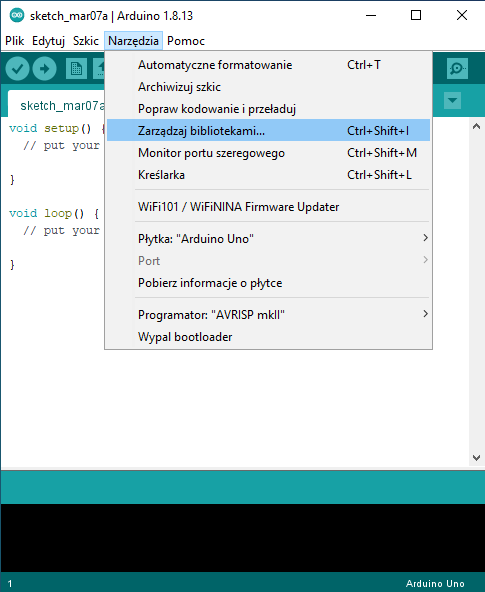 sketch_mar07a | Arduino 1.8.13
Plik Edytuj Szkic Narzędzia Pomoc
Automatyczne formatowanie Ctrl+T
Archiwizuj szkic
sketch_mar07a
Popraw kodowanie i przeładuj
void setup() {
Zarządzaj bibliotekami... Ctrl+Shift+I
// put your
Monitor portu szeregowego Ctrl+Shift+M
}
Kreślarka Ctrl+Shift+L
WiFi101 / WiFiNINA Firmware Updater
void loop() {
// put your
Płytka: "Arduino Uno"
Port
}
Pobierz informacje o płytce
Programator: "AVRISP mkII"
Wypal bootloader
1 Arduino Uno